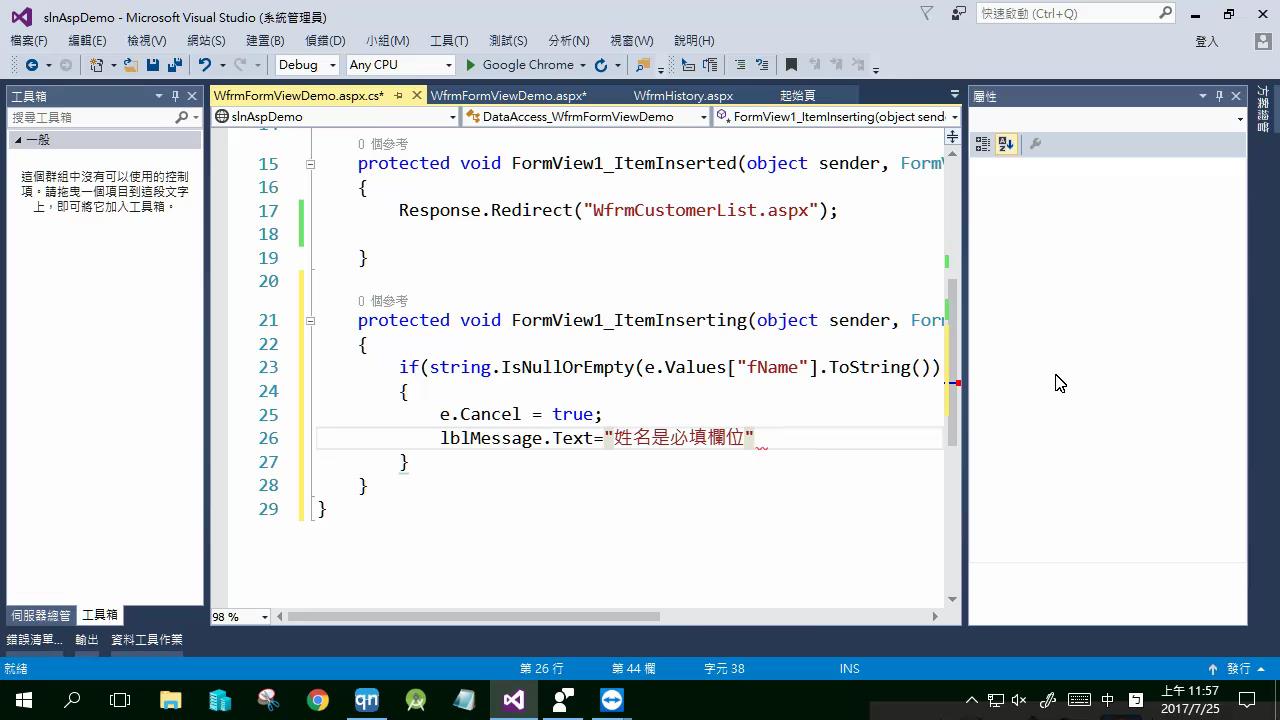 slnAspDemo - Microsoft Visual Studio (系統管理員)
快速啟動 (Ctrl+Q)
檔案(F) 編輯(E) 檢視(V) 網站(S) 建置(B) 偵錯(D) 小組(M) 工具(T) 測試(S) 分析(N) 視窗(W) 說明(H) 登入
Debug Any CPU Google Chrome
工具箱
搜尋工具箱
一般
這個群組中沒有可以使用的控制
項。請拖曳一個項目到這段文字
上，即可將它加入工具箱。
伺服器總管 工具箱
WfrmFormViewDemo.aspx.cs* WfrmFormViewDemo.aspx* WfrmHistory.aspx 起始頁
slnAspDemo DataAccess_WfrmFormViewDemo FormView1_ItemInserting(object send
0 個參考
15 protected void FormView1_ItemInserted(object sender, Form
16 {
17 Response.Redirect("WfrmCustomerList.aspx");
18
19 }
20
0 個參考
21 protected void FormView1_ItemInserting(object sender, For
22 {
23 if(string.IsNullOrEmpty(e.Values["fName"].ToString())
24 {
25 e.Cancel = true;
26 lblMessage.Text="姓名是必填欄位"
27 }
28 }
29 }
98 %
屬性
方案總管
錯誤清單... 輸出 資料工具作業
就緒 第 26 行 第 44 欄 字元 38 INS 發行
qn
中
上午 11:57
2017/7/25